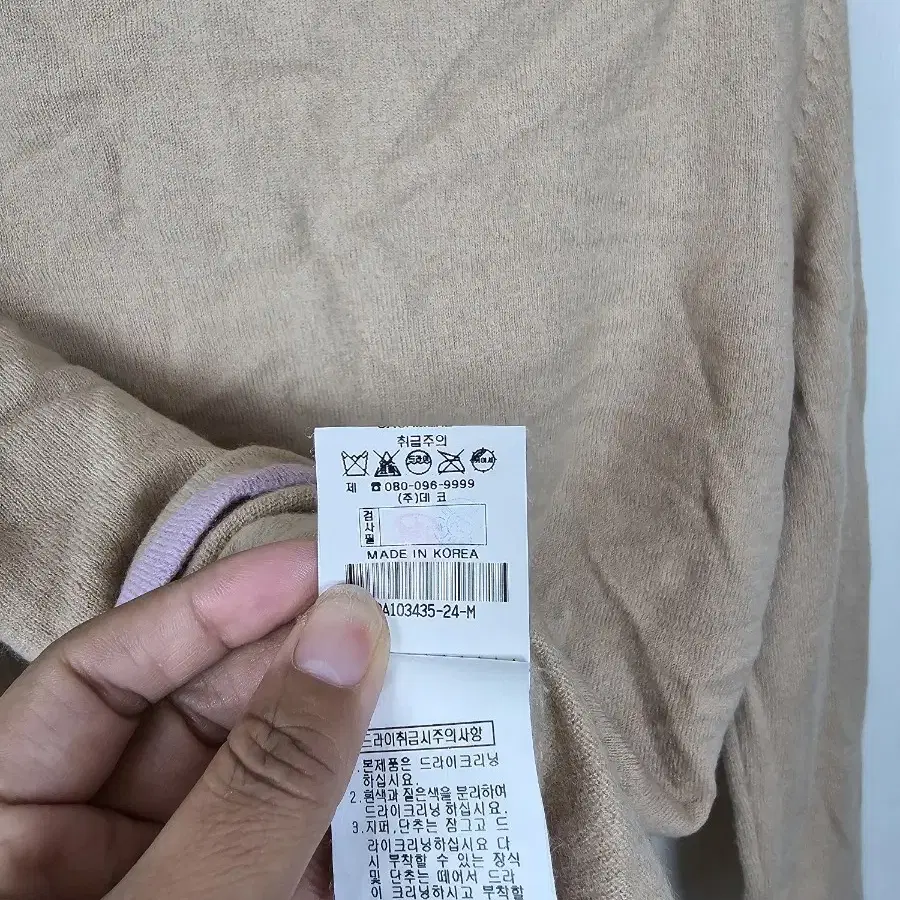 취급주의
드라이
제 ☎080-096-9999
(주)데 코
검사필
MADE IN KOREA
A103435-24-M
드라이취급시주의사항
본제품은 드라이크리닝
하십시요.
2. 흰색과 짙은색을 분리하여
드라이크리닝 하십시요.
3. 지퍼,단추는 잠그고 드
라이크리닝하십시요 다
시 부착할 수 있는 장식
및 단추는 떼어서 드라
이 크리닝하시고 부착할